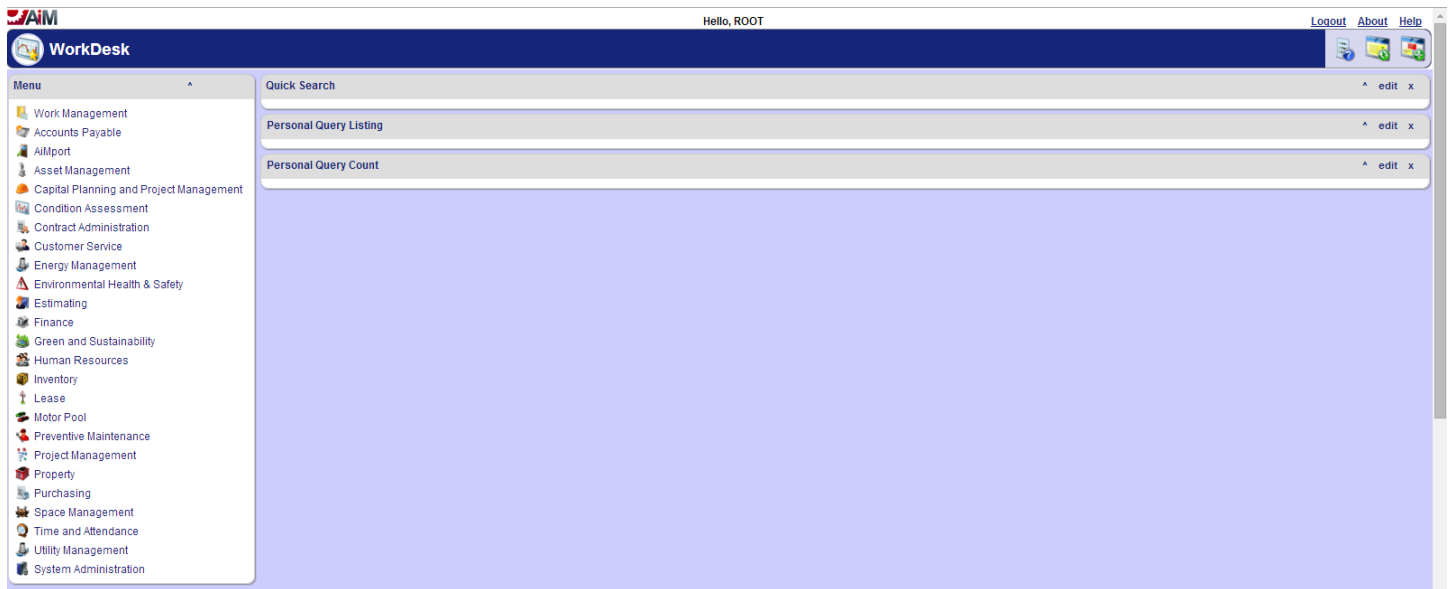 AiM
Hello, ROOT
Logout About Help
WorkDesk
Menu ^
Work Management
Accounts Payable
AiMport
Asset Management
Capital Planning and Project Management
Condition Assessment
Contract Administration
Customer Service
Energy Management
Environmental Health & Safety
Estimating
Finance
Green and Sustainability
Human Resources
Inventory
Lease
Motor Pool
Preventive Maintenance
Project Management
Property
Purchasing
Space Management
Time and Attendance
Utility Management
System Administration
Quick Search ^ edit x
Personal Query Listing ^ edit x
Personal Query Count ^ edit x